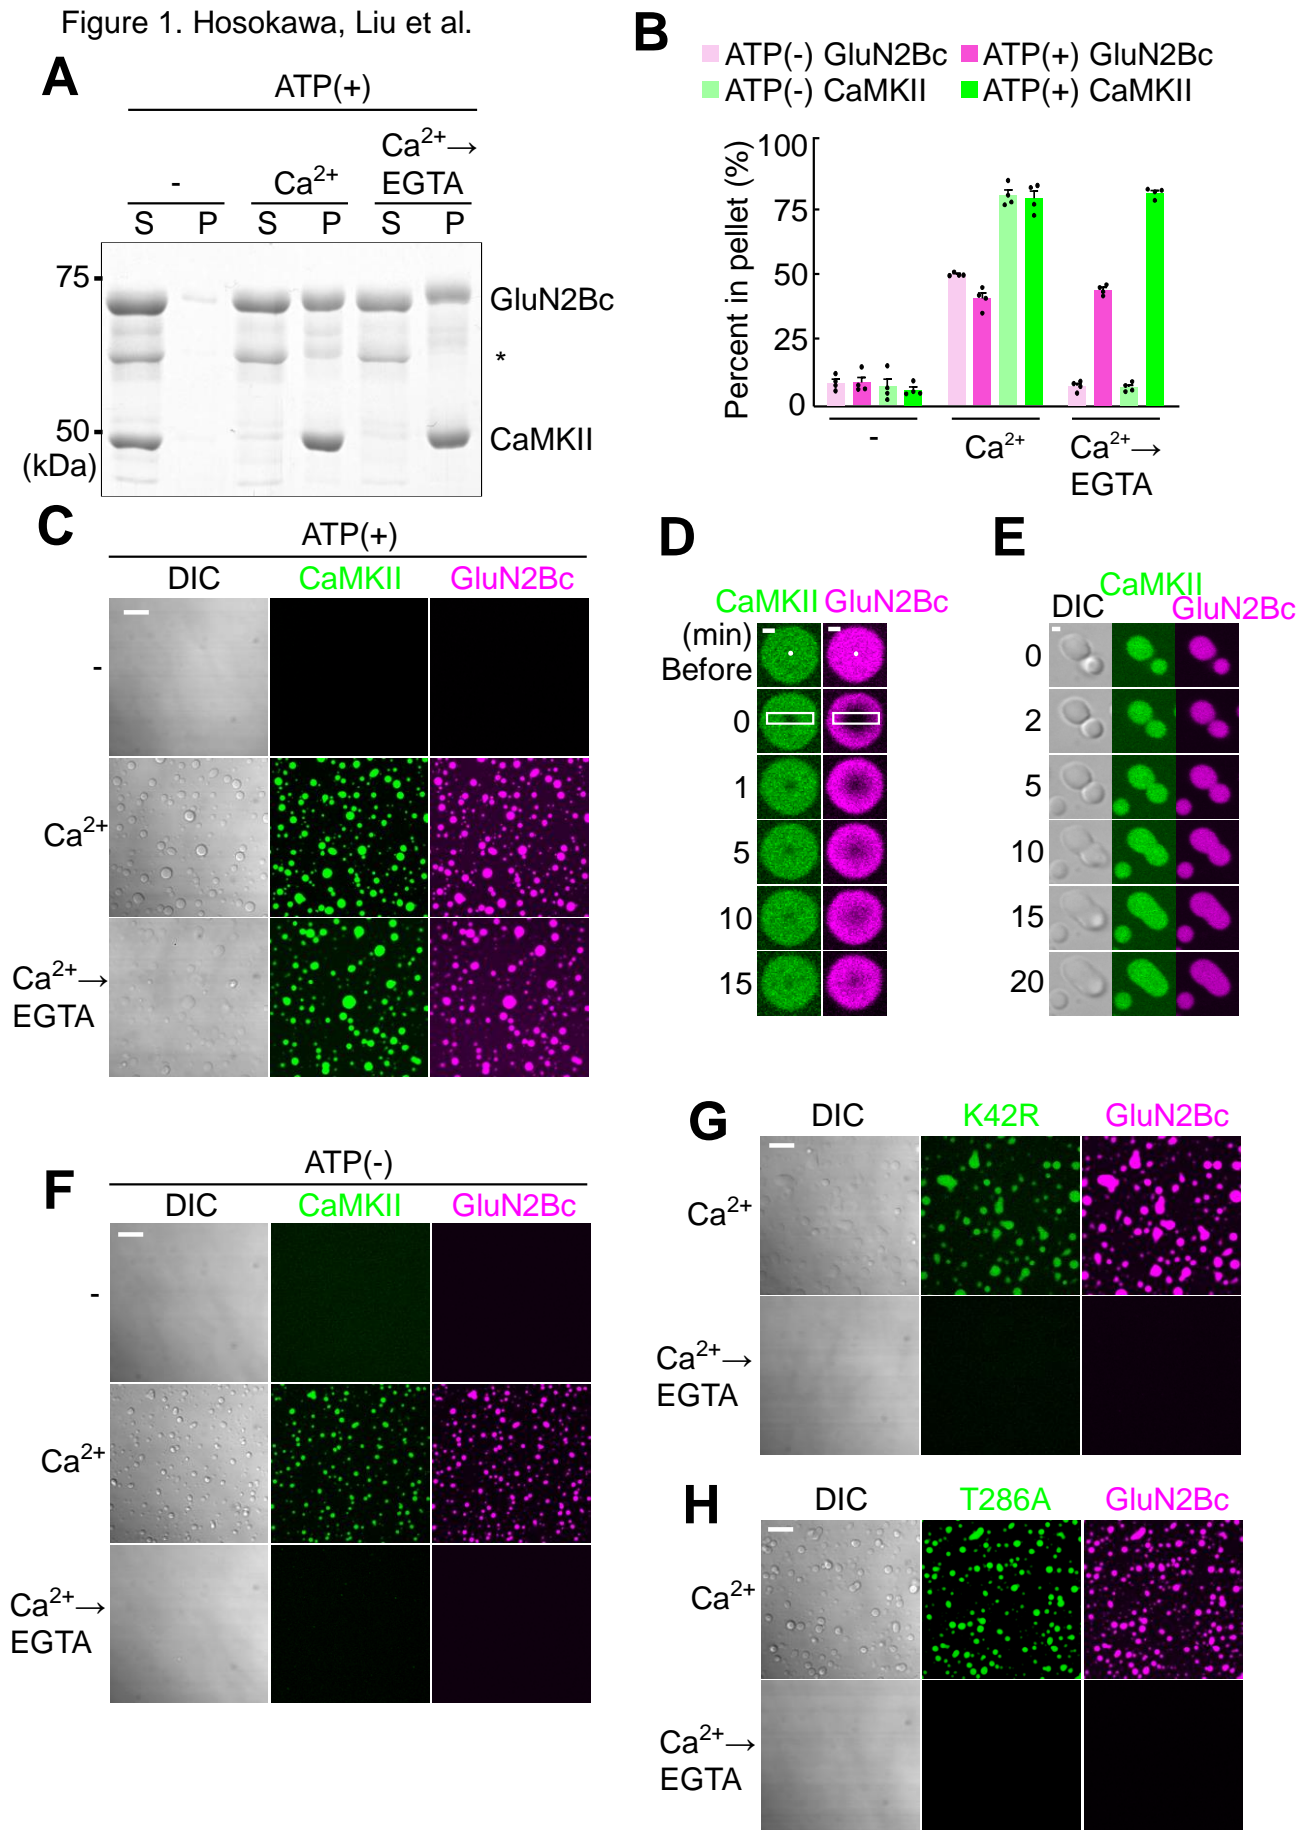 Figure 1. Hosokawa, Liu et al.
A
ATP(+)
-
Ca2+
Ca2+→
EGTA
S P S P S P
75
50
(kDa)
GluN2Bc
*
CaMKII
B
ATP(-) GluN2Bc ATP(+) GluN2Bc
ATP(-) CaMKII ATP(+) CaMKII
Percent in pellet (%)
100
75
50
25
0
-
Ca2+
Ca2+→
EGTA
C
ATP(+)
DIC CaMKII GluN2Bc
-
Ca2+
Ca2+→
EGTA
D
CaMKII GluN2Bc
(min)
Before
0
1
5
10
15
E
CaMKII
DIC GluN2Bc
0
2
5
10
15
20
F
ATP(-)
DIC CaMKII GluN2Bc
-
Ca2+
Ca2+→
EGTA
G
DIC K42R GluN2Bc
Ca2+
Ca2+→
EGTA
H
DIC T286A GluN2Bc
Ca2+
Ca2+→
EGTA